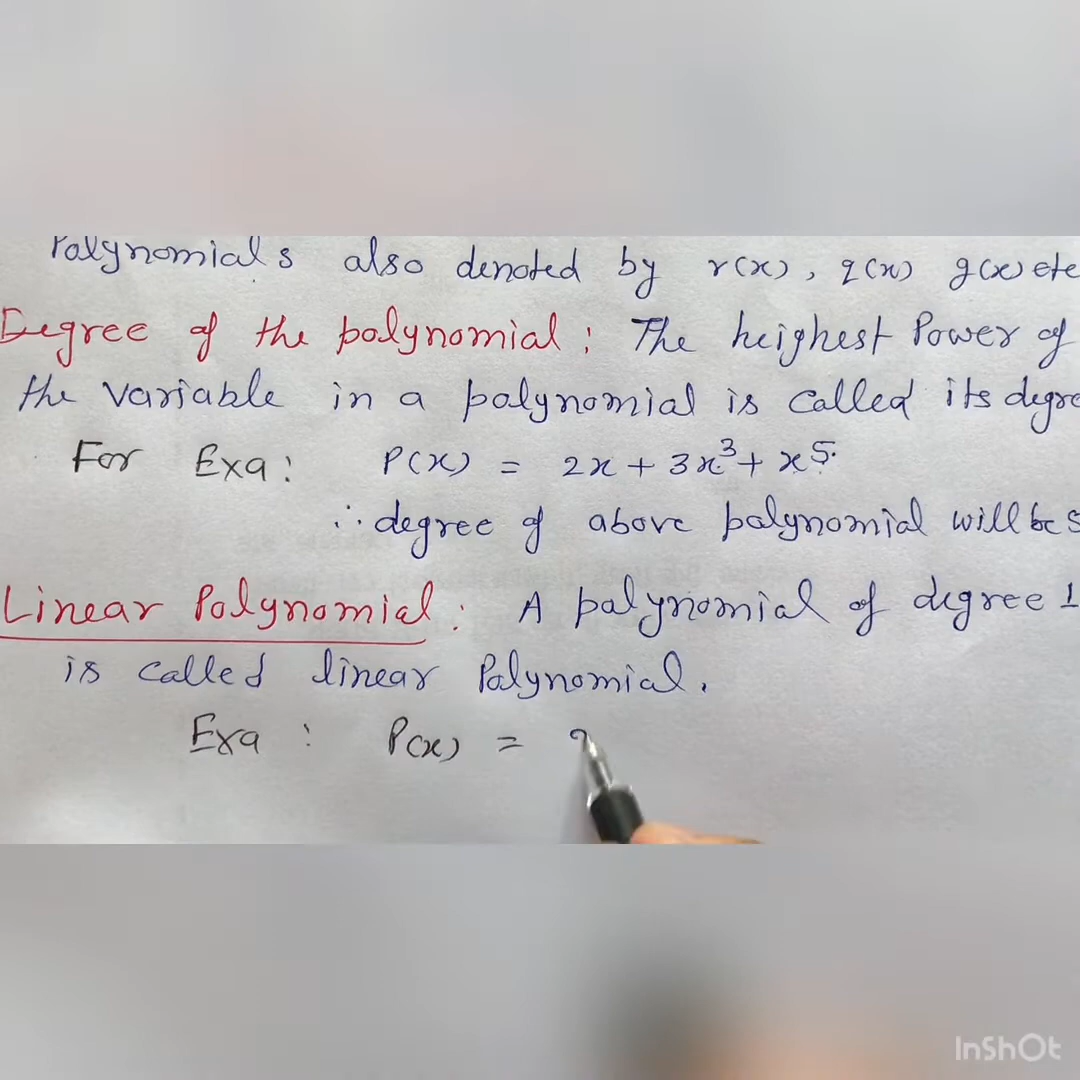 Polynomials also denoted by r(x), q(x) g(x) etc
Degree of the polynomial : The heighest Power of
the variable in a polynomial is called its degre
For Exa : P(x) = 2x + 3x³ + x⁵.
∴ degree of above polynomial will be 5
Linear Polynomial : A polynomial of degree 1
is called linear Polynomial.
Exa : P(x) =
InShOt